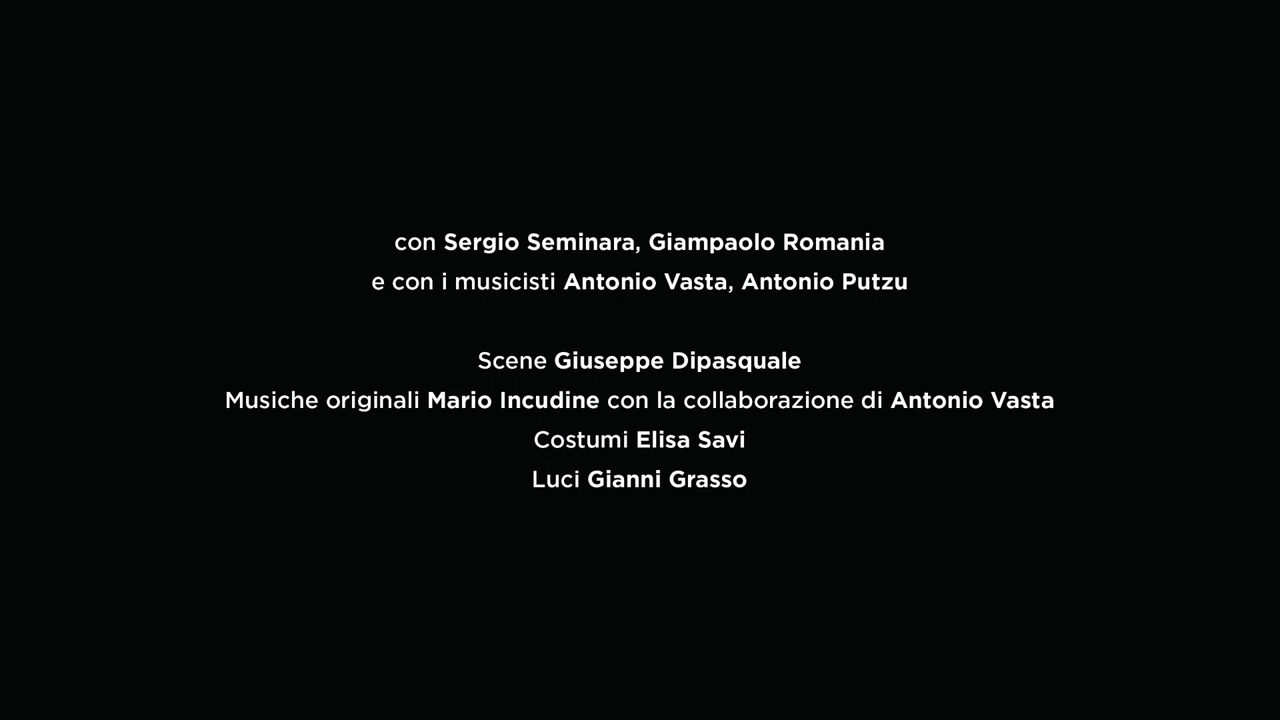 con Sergio Seminara, Giampaolo Romania
e con i musicisti Antonio Vasta, Antonio Putzu
Scene Giuseppe Dipasquale
Musiche originali Mario Incudine con la collaborazione di Antonio Vasta
Costumi Elisa Savi
Luci Gianni Grasso